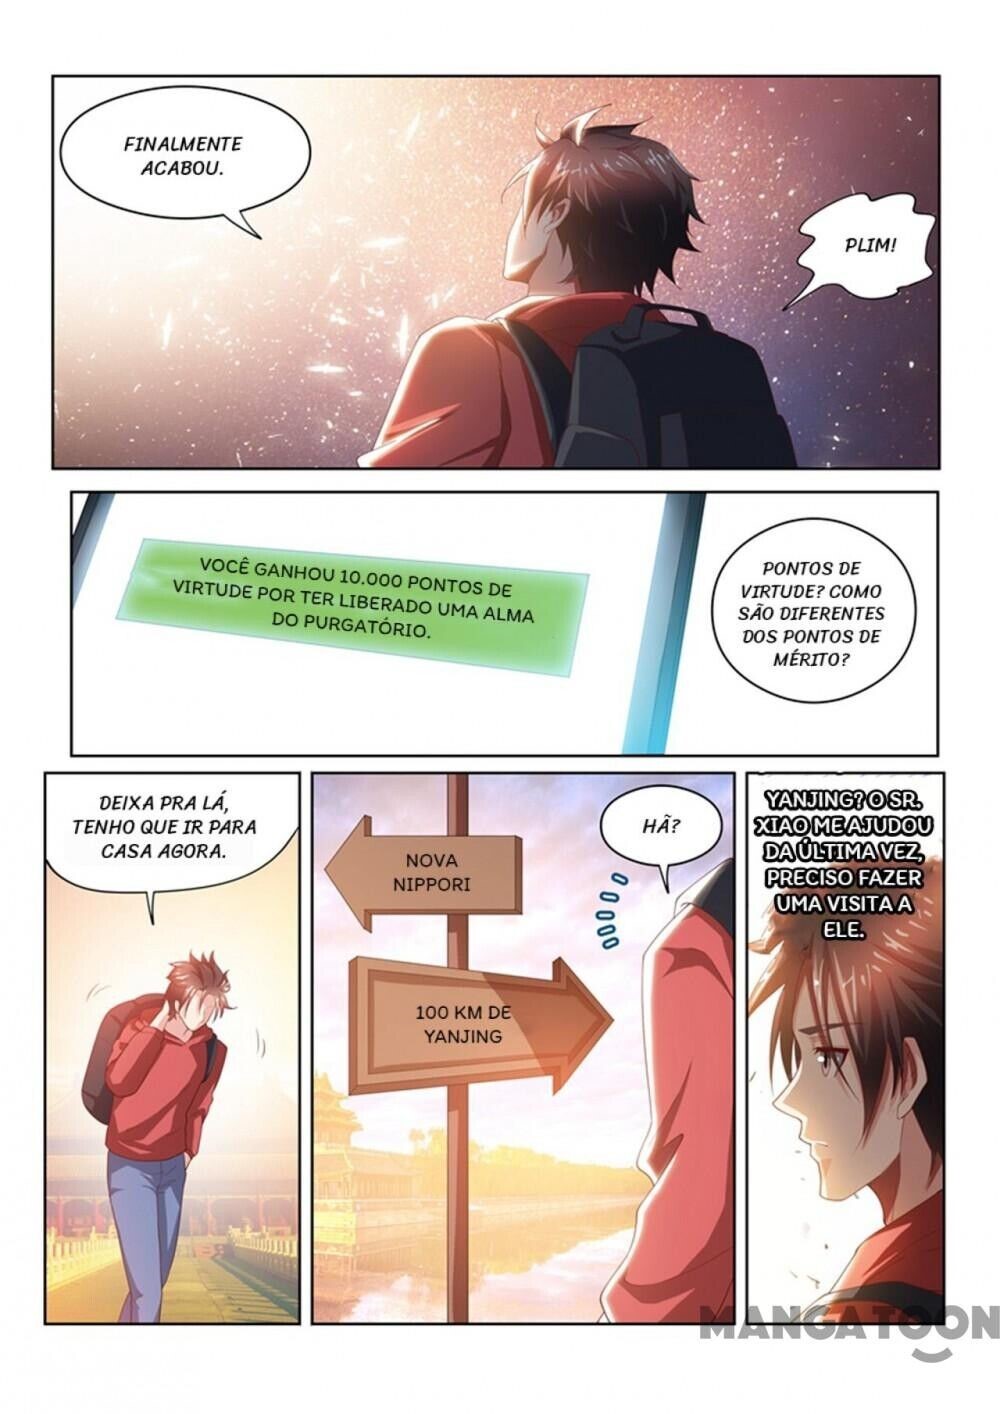 FINALMENTE
ACABOU.
PLIM!
VOCÊ GANHOU 10.000 PONTOS DE
VIRTUDE POR TER LIBERADO UMA ALMA
DO PURGATÓRIO.
PONTOS DE
VIRTUDE? COMO
SÃO DIFERENTES
DOS PONTOS DE
MÉRITO?
DEIXA PRA LÁ,
TENHO QUE IR PARA
CASA AGORA.
NOVA
NIPPORI
HÃ?
100 KM DE
YANJING
YANJING? O SR.
XIAO ME AJUDOU
DA ÚLTIMA VEZ,
PRECISO FAZER
UMA VISITA A
ELE.
MANGATOON